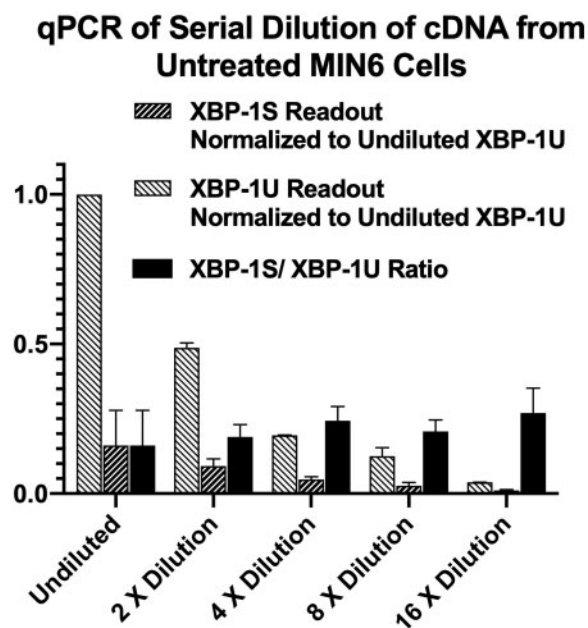 qPCR of Serial Dilution of cDNA from
Untreated MIN6 Cells
XBP-1S Readout
Normalized to Undiluted XBP-1U
XBP-1U Readout
Normalized to Undiluted XBP-1U
XBP-1S/ XBP-1U Ratio
1.0
0.5
0.0
Undiluted
2 X Dilution
4 X Dilution
8 X Dilution
16 X Dilution